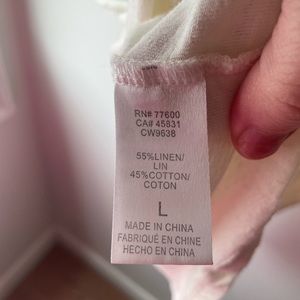 RN# 77600
CA# 45831
CW9638
55%LINEN/
LIN
45%COTTON/
COTON
L
MADE IN CHINA
FABRIQUÉ EN CHINE
HECHO EN CHINA